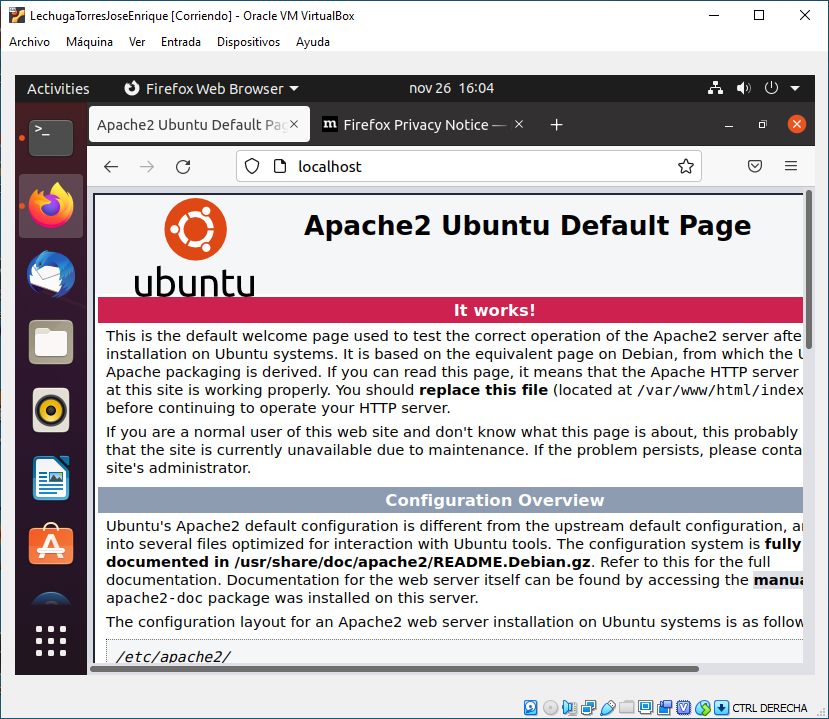 LechugaTorresJoseEnrique [Corriendo] - Oracle VM VirtualBox
Archivo Máquina Ver Entrada Dispositivos Ayuda
Activities Firefox Web Browser nov 26 16:04
Apache2 Ubuntu Default Pag Firefox Privacy Notice —
localhost
ubuntu
Apache2 Ubuntu Default Page
It works!
This is the default welcome page used to test the correct operation of the Apache2 server afte
installation on Ubuntu systems. It is based on the equivalent page on Debian, from which the U
Apache packaging is derived. If you can read this page, it means that the Apache HTTP server
at this site is working properly. You should replace this file (located at /var/www/html/index
before continuing to operate your HTTP server.
If you are a normal user of this web site and don't know what this page is about, this probably
that the site is currently unavailable due to maintenance. If the problem persists, please conta
site's administrator.
Configuration Overview
Ubuntu's Apache2 default configuration is different from the upstream default configuration, a
into several files optimized for interaction with Ubuntu tools. The configuration system is fully
documented in /usr/share/doc/apache2/README.Debian.gz. Refer to this for the full
documentation. Documentation for the web server itself can be found by accessing the manua
apache2-doc package was installed on this server.
The configuration layout for an Apache2 web server installation on Ubuntu systems is as follow
/etc/apache2/
CTRL DERECHA